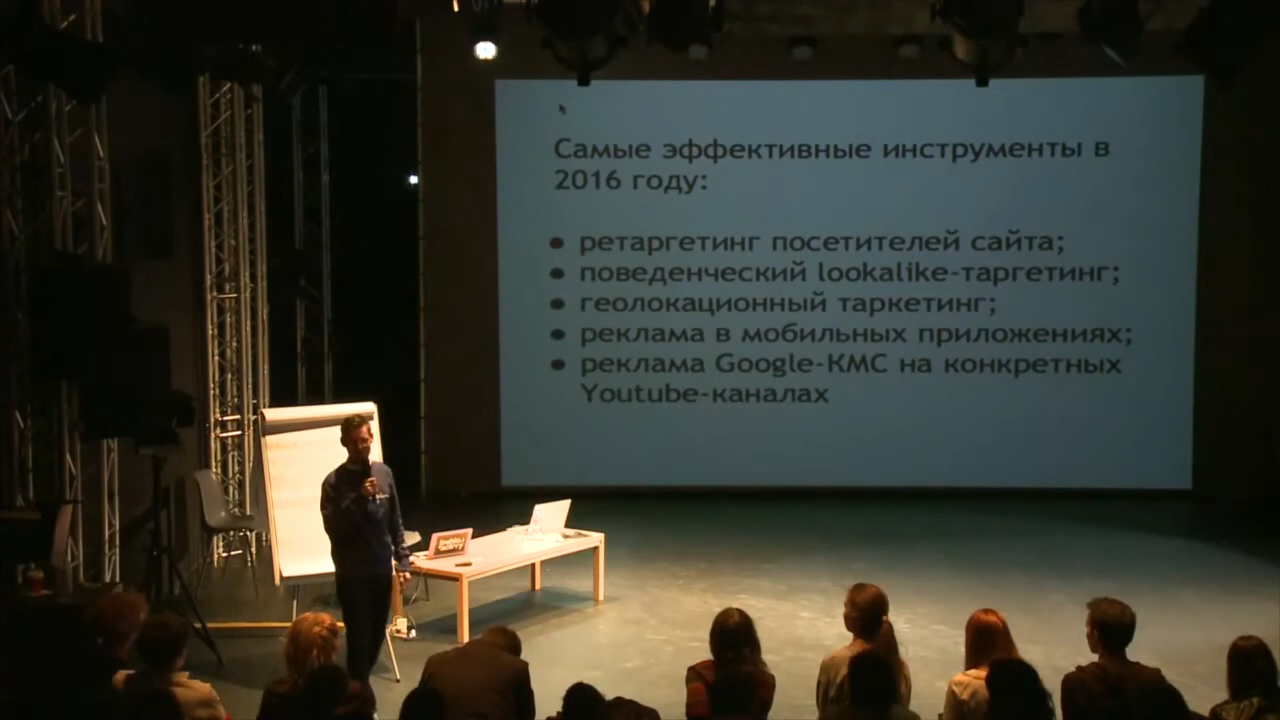 Самые эффективные инструменты в
2016 году:
• ретаргетинг посетителей сайта;
• поведенческий lookalike-таргетинг;
• геолокационный таркетинг;
• реклама в мобильных приложениях;
• реклама Google-КМС на конкретных
Youtube-каналах